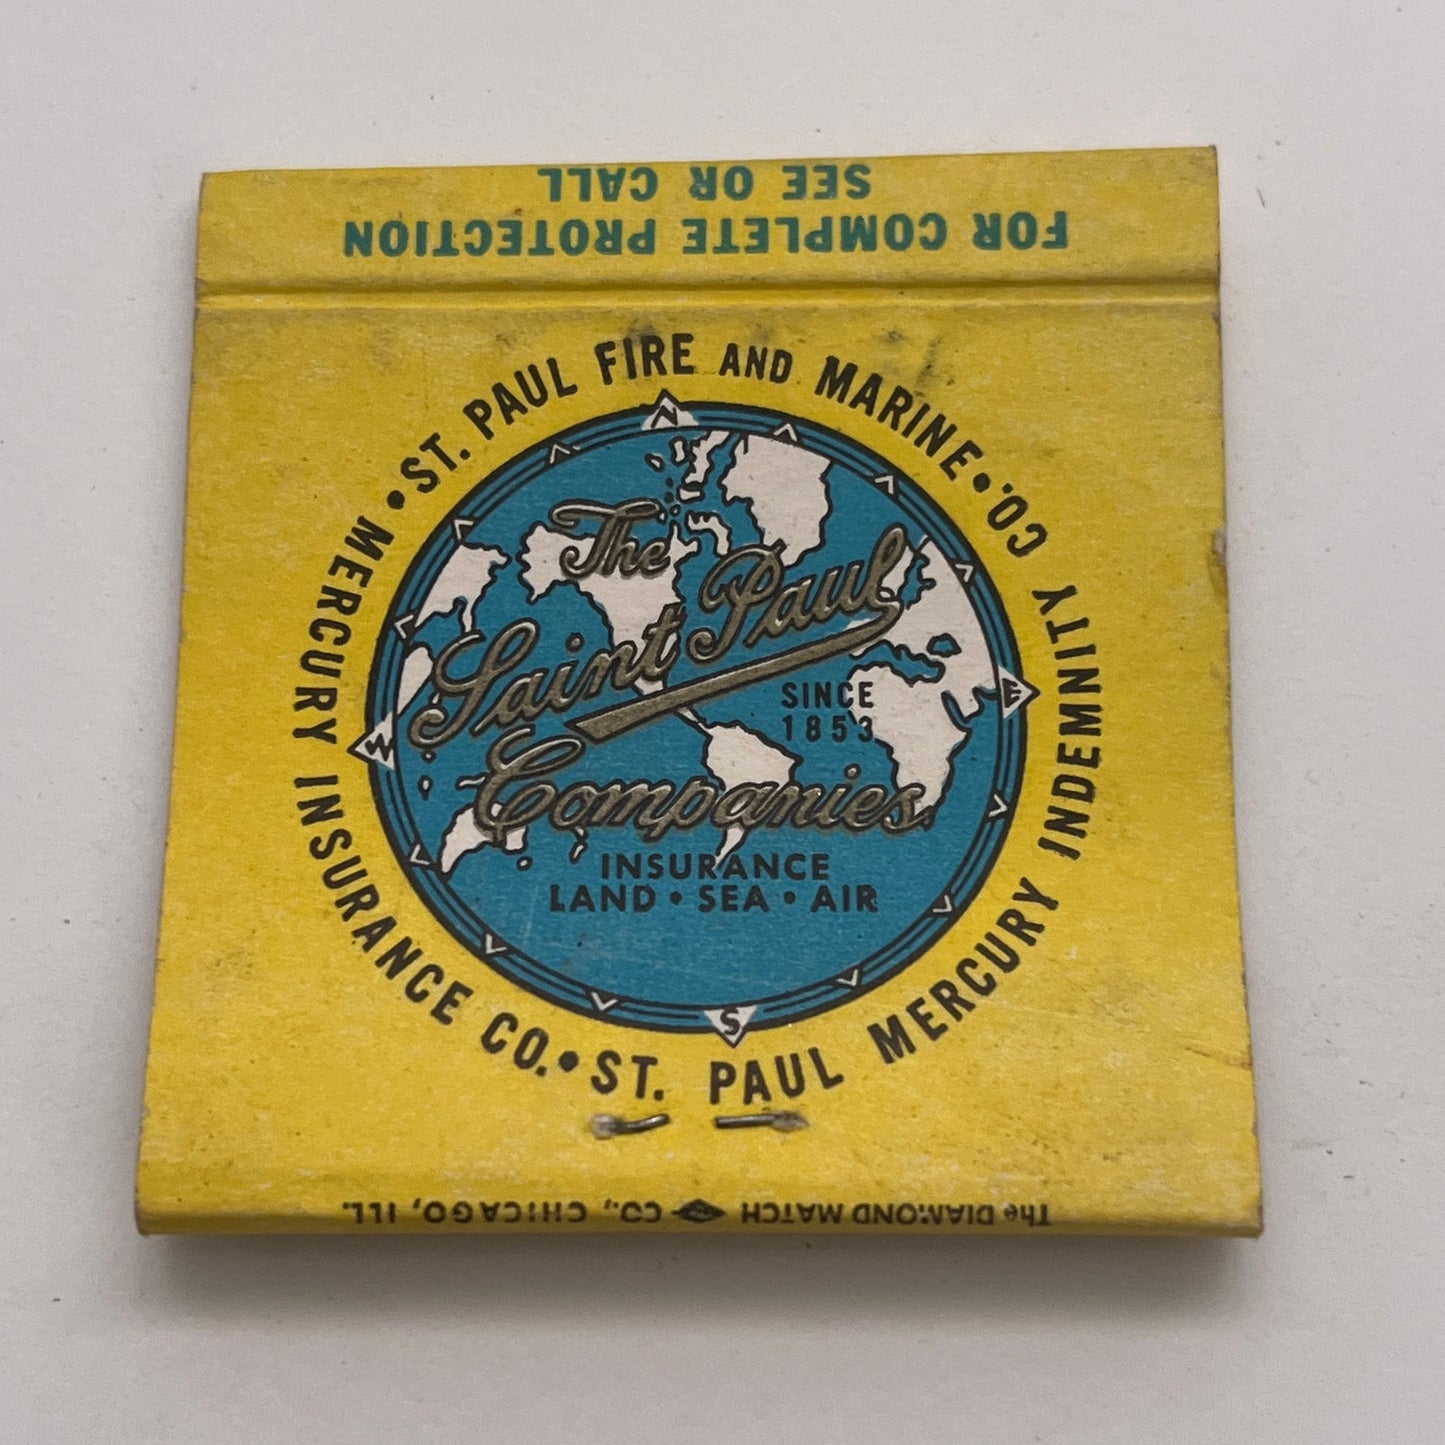 FOR COMPLETE PROTECTION
SEE OR CALL
ST. PAUL FIRE AND MARINE CO.
ST. PAUL MERCURY INDEMNITY CO.
MERCURY INSURANCE CO.
N
E
S
W
The
Saint Paul
Companies
SINCE
1853
INSURANCE
LAND • SEA • AIR
The DIAMOND MATCH CO., CHICAGO, ILL.